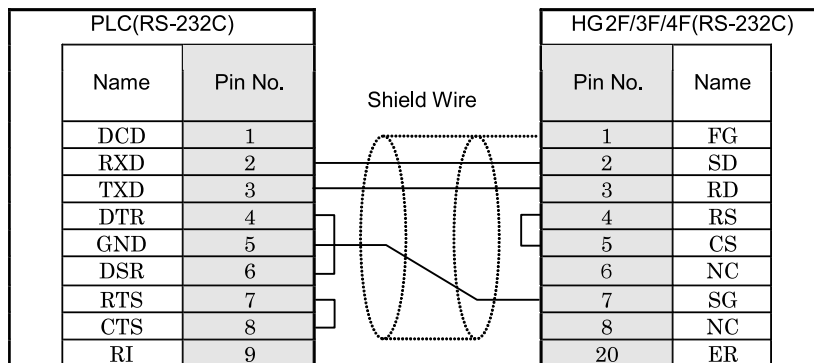 PLC(RS-232C) HG2F/3F/4F(RS-232C)
Name Pin No. Pin No. Name
Shield Wire
DCD 1 1 FG
RXD 2 2 SD
TXD 3 3 RD
DTR 4 4 RS
GND 5 5 CS
DSR 6 6 NC
RTS 7 7 SG
CTS 8 8 NC
RI 9 20 ER